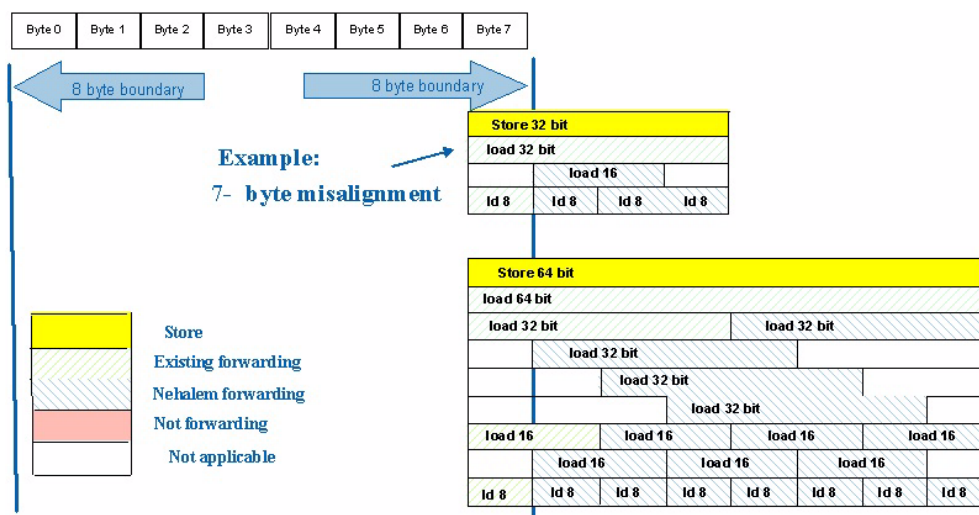 Byte 0 Byte 1 Byte 2 Byte 3 Byte 4 Byte 5 Byte 6 Byte 7
8 byte boundary 8 byte boundary
Store 32 bit
load 32 bit
load 16
ld 8 ld 8 ld 8 ld 8
Example:
7- byte misalignment
Store 64 bit
load 64 bit
load 32 bit load 32 bit
load 32 bit
load 32 bit
load 32 bit
load 16 load 16 load 16 load 16
load 16 load 16 load 16
ld 8 ld 8 ld 8 ld 8 ld 8 ld 8 ld 8 ld 8
Store
Existing forwarding
Nehalem forwarding
Not forwarding
Not applicable